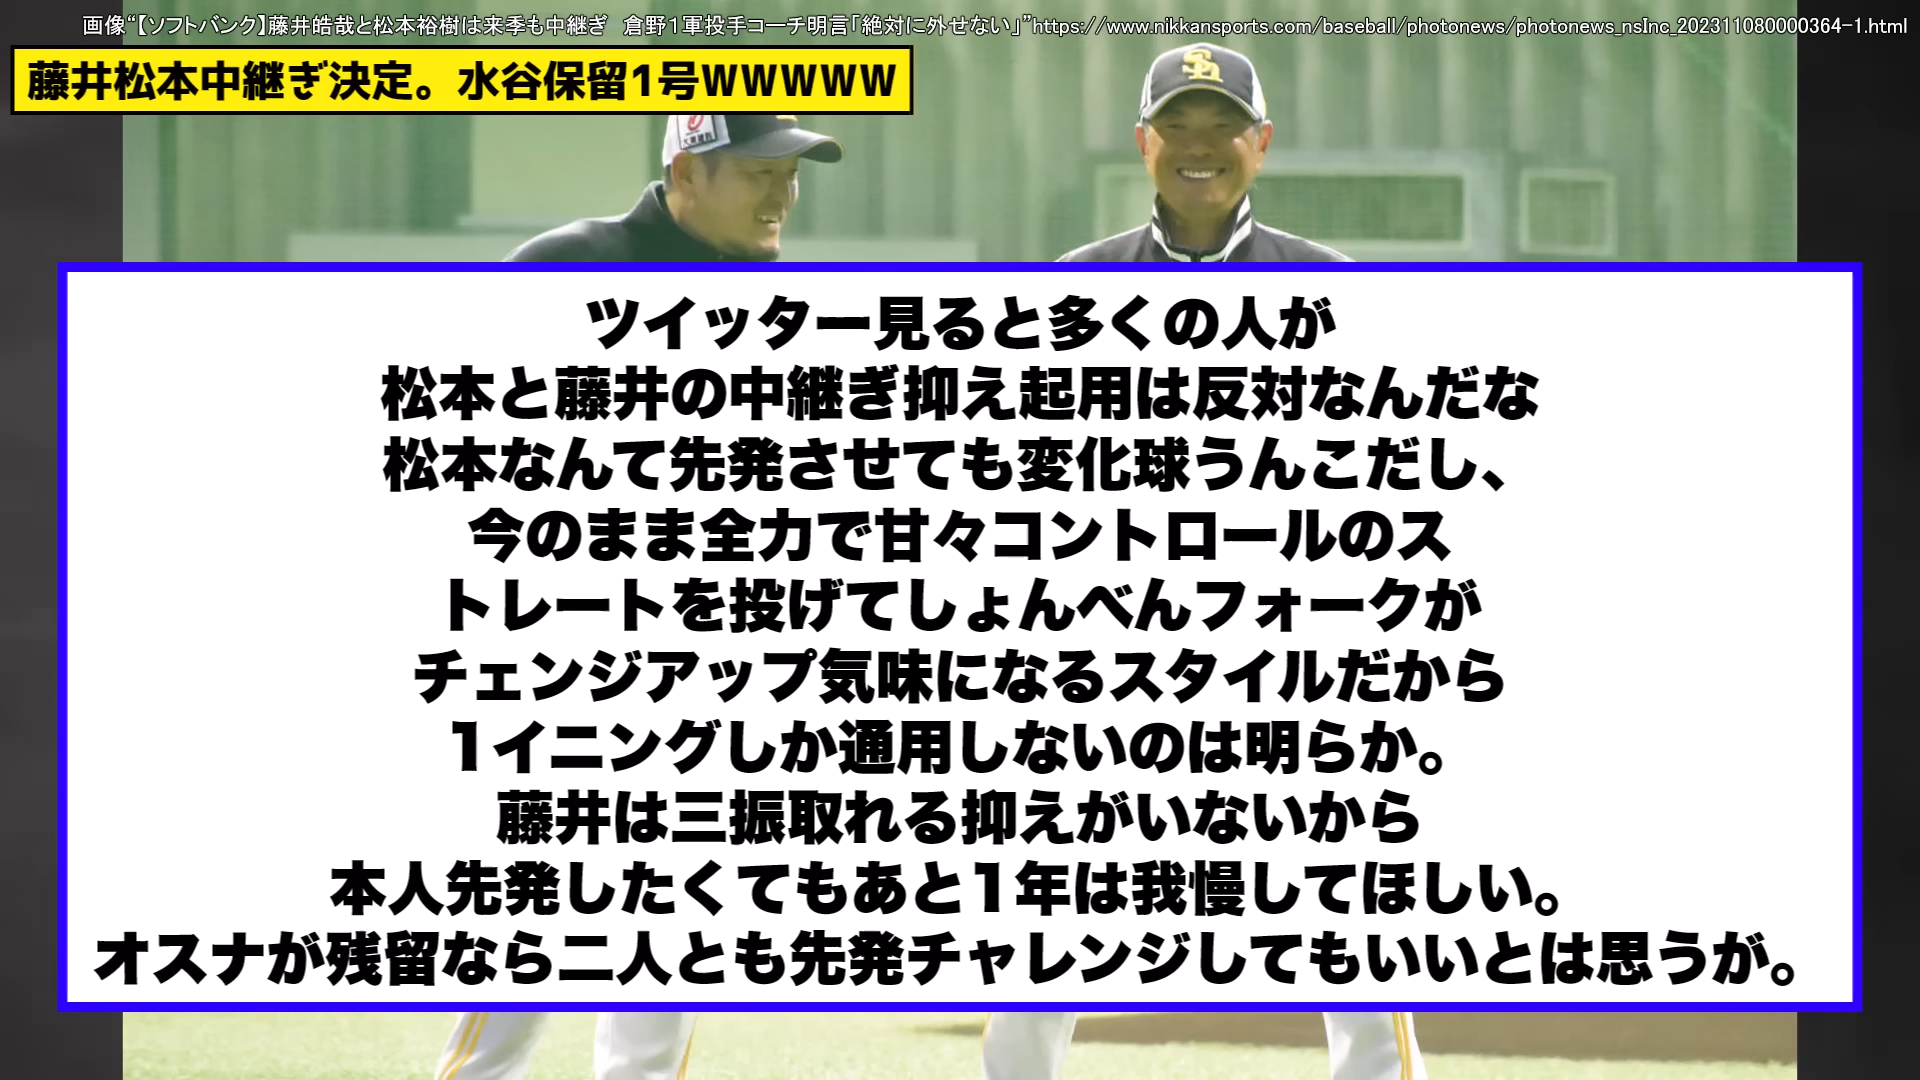 画像“【ソフトバンク】藤井皓哉と松本裕樹は来季も中継ぎ　倉野１軍投手コーチ明言「絶対に外せない」”https://www.nikkansports.com/baseball/photonews/photonews_nsInc_202311080000364-1.html
藤井松本中継ぎ決定。水谷保留1号WWWWW
ツイッター見ると多くの人が
松本と藤井の中継ぎ抑え起用は反対なんだな
松本なんて先発させても変化球うんこだし、
今のまま全力で甘々コントロールのス
トレートを投げてしょんべんフォークが
チェンジアップ気味になるスタイルだから
1イニングしか通用しないのは明らか。
藤井は三振取れる抑えがいないから
本人先発したくてもあと1年は我慢してほしい。
オスナが残留なら二人とも先発チャレンジしてもいいとは思うが。